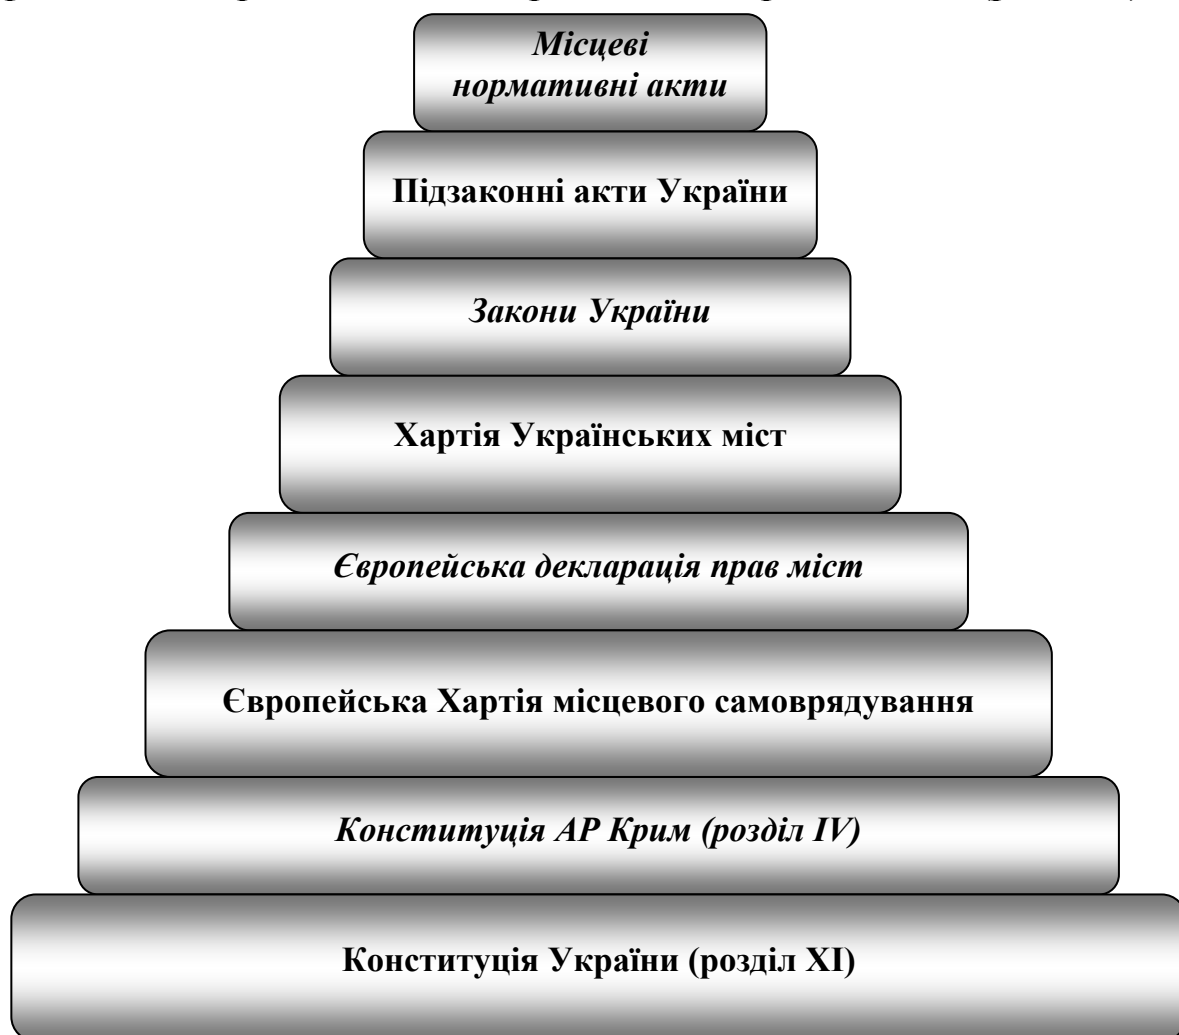 Місцеві
нормативні акти
Підзаконні акти України
Закони України
Хартія Українських міст
Європейська декларація прав міст
Європейська Хартія місцевого самоврядування
Конституція АР Крим (розділ IV)
Конституція України (розділ XI)